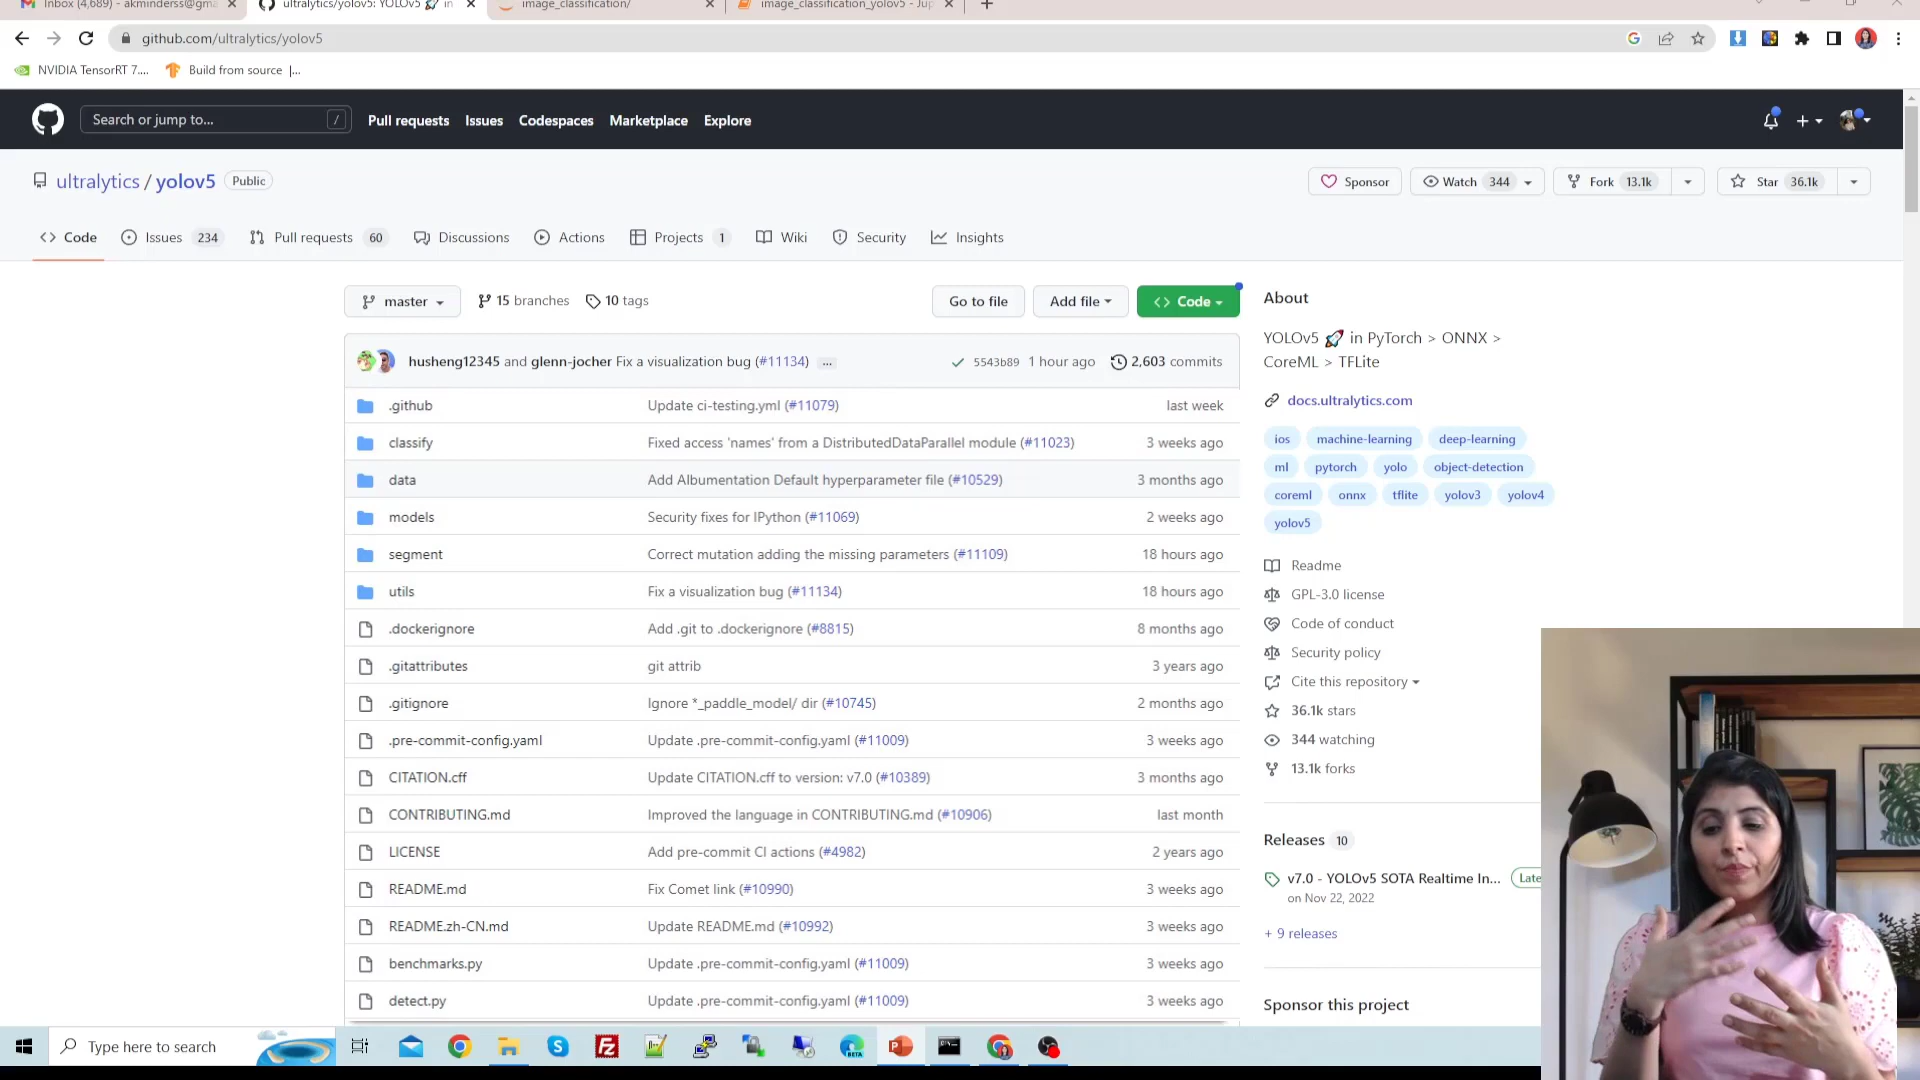 Inbox (4,689) - akminderss@gma
ultralytics/yolov5: YOLOv5 🚀 in
image_classification/
image_classification_yolov5 - Jup
github.com/ultralytics/yolov5
NVIDIA TensorRT 7....
Build from source |...
Search or jump to...
/
Pull requests
Issues
Codespaces
Marketplace
Explore
ultralytics / yolov5
Public
Sponsor
Watch 344
Fork 13.1k
Star 36.1k
Code
Issues 234
Pull requests 60
Discussions
Actions
Projects 1
Wiki
Security
Insights
master
15 branches
10 tags
Go to file
Add file
Code
husheng12345 and glenn-jocher Fix a visualization bug (#11134) ...
5543b89 1 hour ago
2,603 commits
.github Update ci-testing.yml (#11079) last week
classify Fixed access 'names' from a DistributedDataParallel module (#11023) 3 weeks ago
data Add Albumentation Default hyperparameter file (#10529) 3 months ago
models Security fixes for IPython (#11069) 2 weeks ago
segment Correct mutation adding the missing parameters (#11109) 18 hours ago
utils Fix a visualization bug (#11134) 18 hours ago
.dockerignore Add .git to .dockerignore (#8815) 8 months ago
.gitattributes git attrib 3 years ago
.gitignore Ignore *_paddle_model/ dir (#10745) 2 months ago
.pre-commit-config.yaml Update .pre-commit-config.yaml (#11009) 3 weeks ago
CITATION.cff Update CITATION.cff to version: v7.0 (#10389) 3 months ago
CONTRIBUTING.md Improved the language in CONTRIBUTING.md (#10906) last month
LICENSE Add pre-commit CI actions (#4982) 2 years ago
README.md Fix Comet link (#10990) 3 weeks ago
README.zh-CN.md Update README.md (#10992) 3 weeks ago
benchmarks.py Update .pre-commit-config.yaml (#11009) 3 weeks ago
detect.py Update .pre-commit-config.yaml (#11009) 3 weeks ago
About
YOLOv5 🚀 in PyTorch > ONNX >
CoreML > TFLite
docs.ultralytics.com
ios machine-learning deep-learning
ml pytorch yolo object-detection
coreml onnx tflite yolov3 yolov4
yolov5
Readme
GPL-3.0 license
Code of conduct
Security policy
Cite this repository
36.1k stars
344 watching
13.1k forks
Releases 10
v7.0 - YOLOv5 SOTA Realtime In... Late
on Nov 22, 2022
+ 9 releases
Sponsor this project
Type here to search
BETA